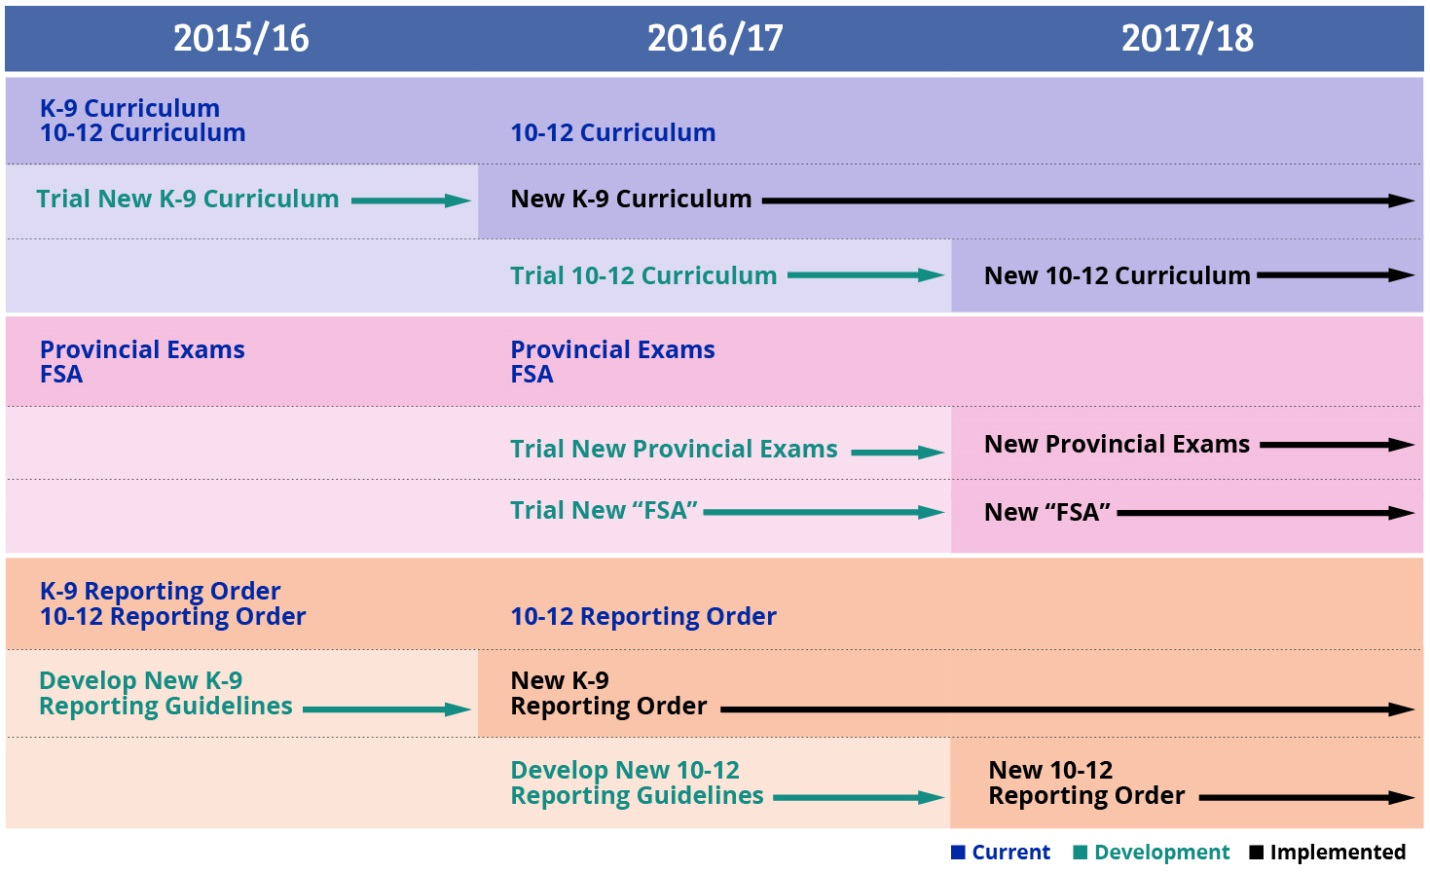 2015/16
2016/17
2017/18
K-9 Curriculum
10-12 Curriculum
10-12 Curriculum
Trial New K-9 Curriculum
New K-9 Curriculum
Trial 10-12 Curriculum
New 10-12 Curriculum
Provincial Exams
FSA
Provincial Exams
FSA
Trial New Provincial Exams
New Provincial Exams
Trial New “FSA”
New “FSA”
K-9 Reporting Order
10-12 Reporting Order
10-12 Reporting Order
Develop New K-9
Reporting Guidelines
New K-9
Reporting Order
Develop New 10-12
Reporting Guidelines
New 10-12
Reporting Order
Current
Development
Implemented